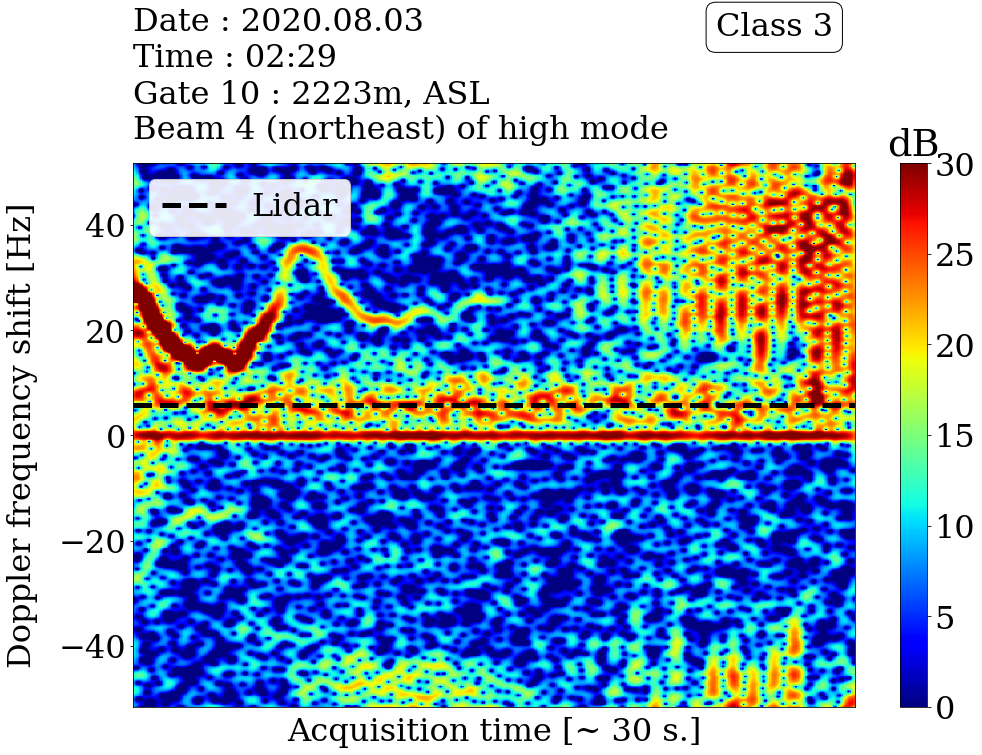 Date : 2020.08.03
Time : 02:29
Gate 10 : 2223m, ASL
Beam 4 (northeast) of high mode
Class 3
dB
Lidar
Doppler frequency shift [Hz]
40
20
0
−20
−40
Acquisition time [~ 30 s.]
30
25
20
15
10
5
0